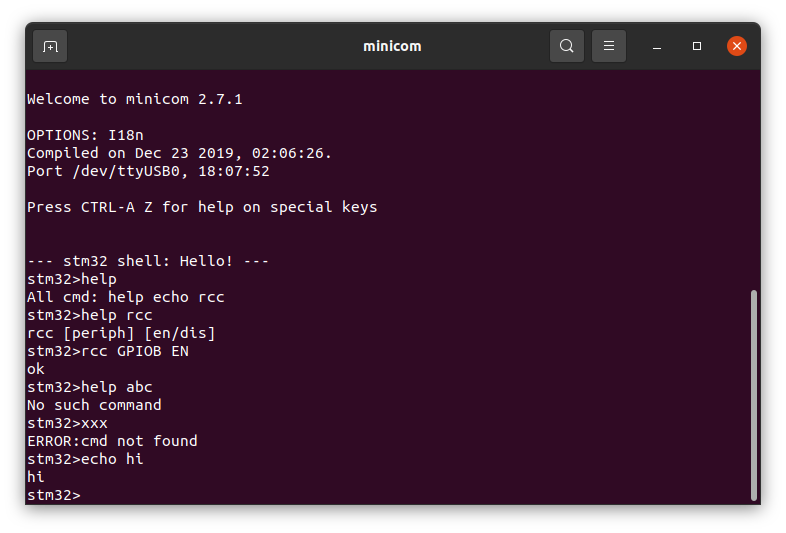 minicom
Welcome to minicom 2.7.1
OPTIONS: I18n
Compiled on Dec 23 2019, 02:06:26.
Port /dev/ttyUSB0, 18:07:52
Press CTRL-A Z for help on special keys
--- stm32 shell: Hello! ---
stm32>help
All cmd: help echo rcc
stm32>help rcc
rcc [periph] [en/dis]
stm32>rcc GPIOB EN
ok
stm32>help abc
No such command
stm32>xxx
ERROR:cmd not found
stm32>echo hi
hi
stm32>